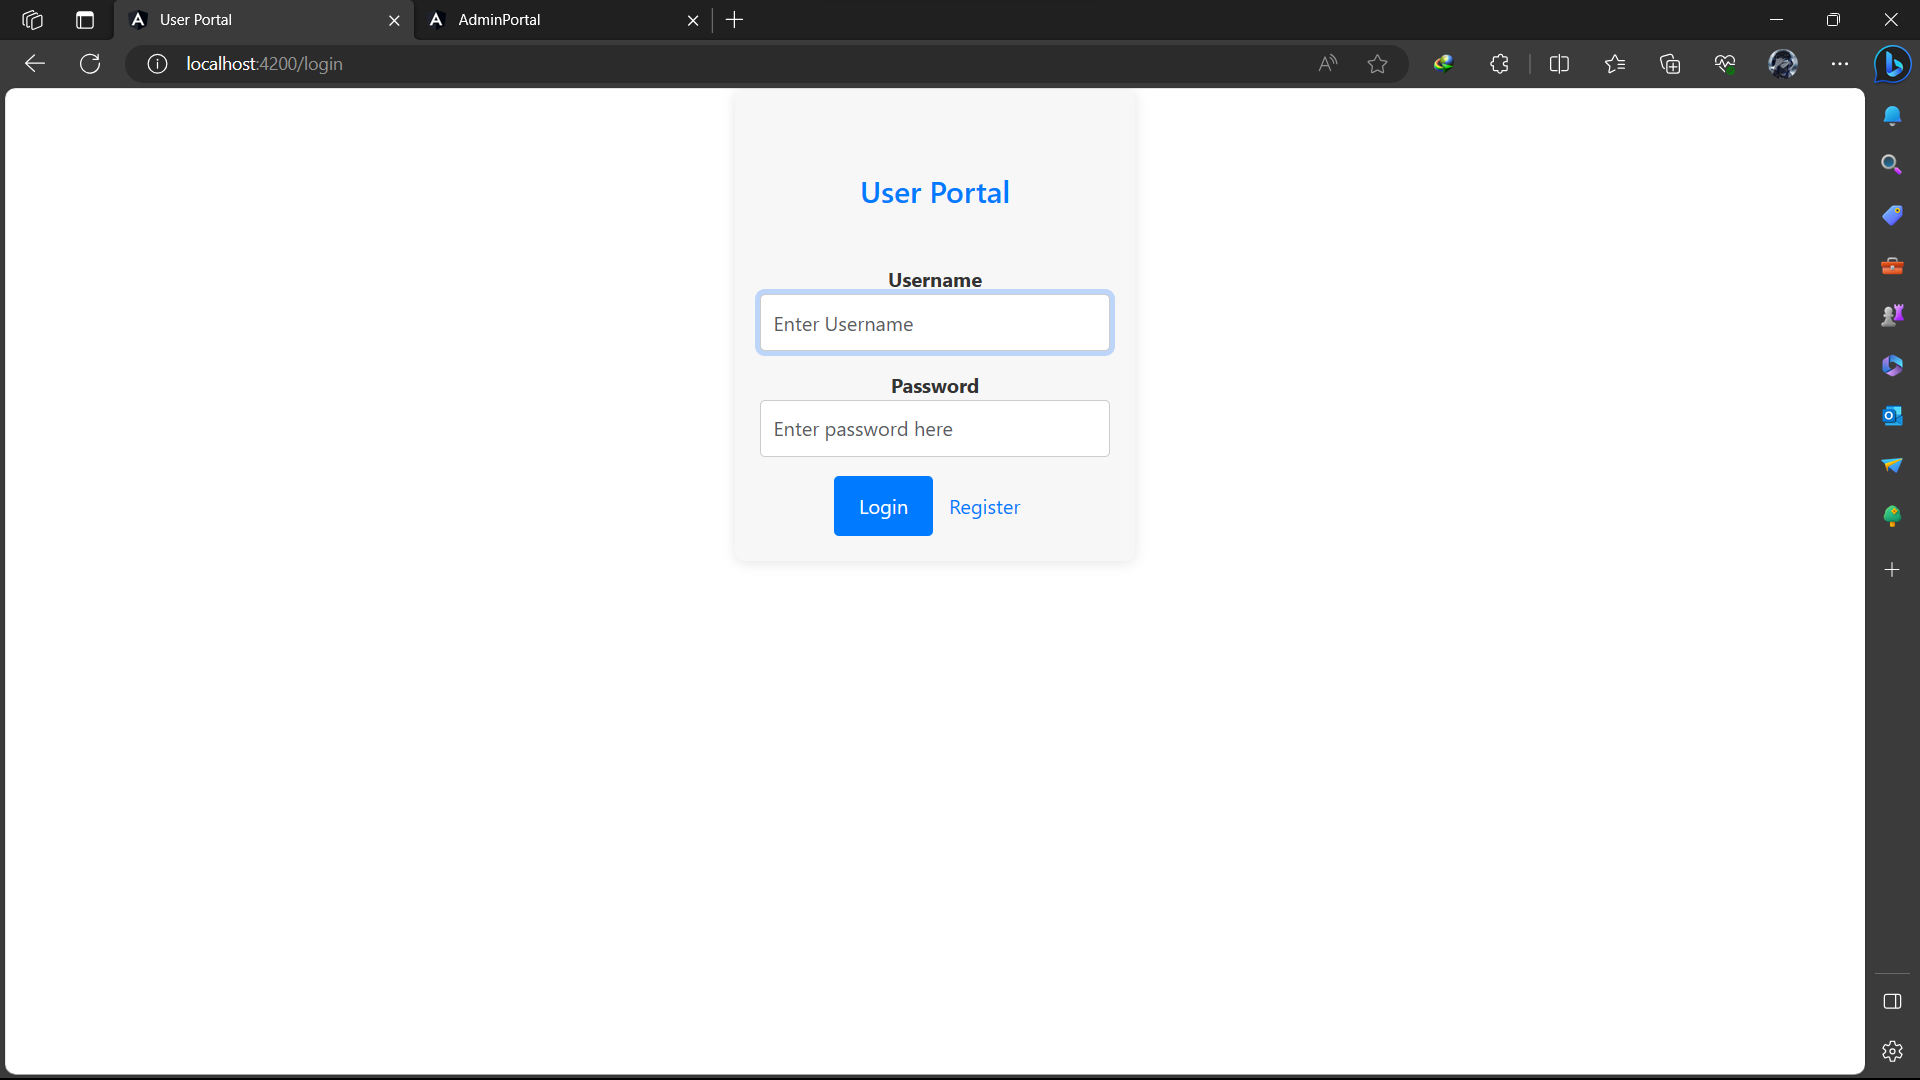 User Portal
AdminPortal
localhost:4200/login
User Portal
Username
Enter Username
Password
Enter password here
Login
Register